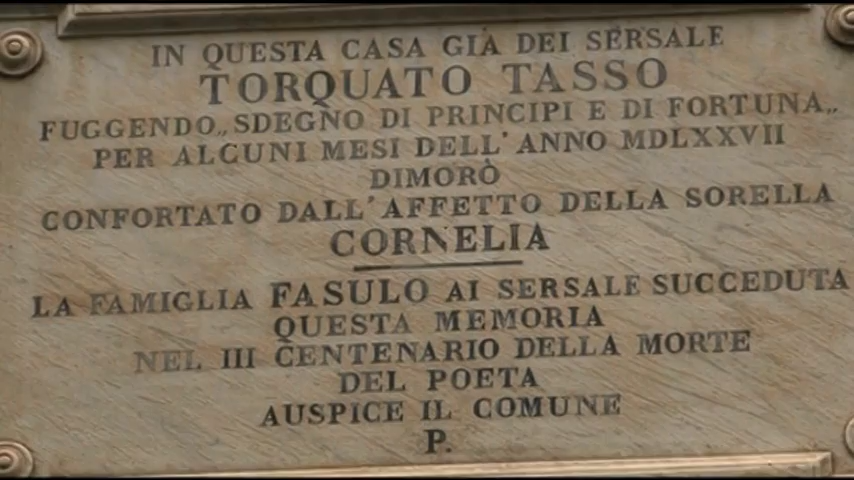 IN QUESTA CASA GIÀ DEI SERSALE
TORQUATO TASSO
FUGGENDO „SDEGNO DI PRINCIPI E DI FORTUNA„
PER ALCUNI MESI DELL'ANNO MDLXXVII
DIMORÒ
CONFORTATO DALL'AFFETTO DELLA SORELLA
CORNELIA
LA FAMIGLIA FASULO AI SERSALE SUCCEDUTA
QUESTA MEMORIA
NEL III CENTENARIO DELLA MORTE
DEL POETA
AUSPICE IL COMUNE
P.